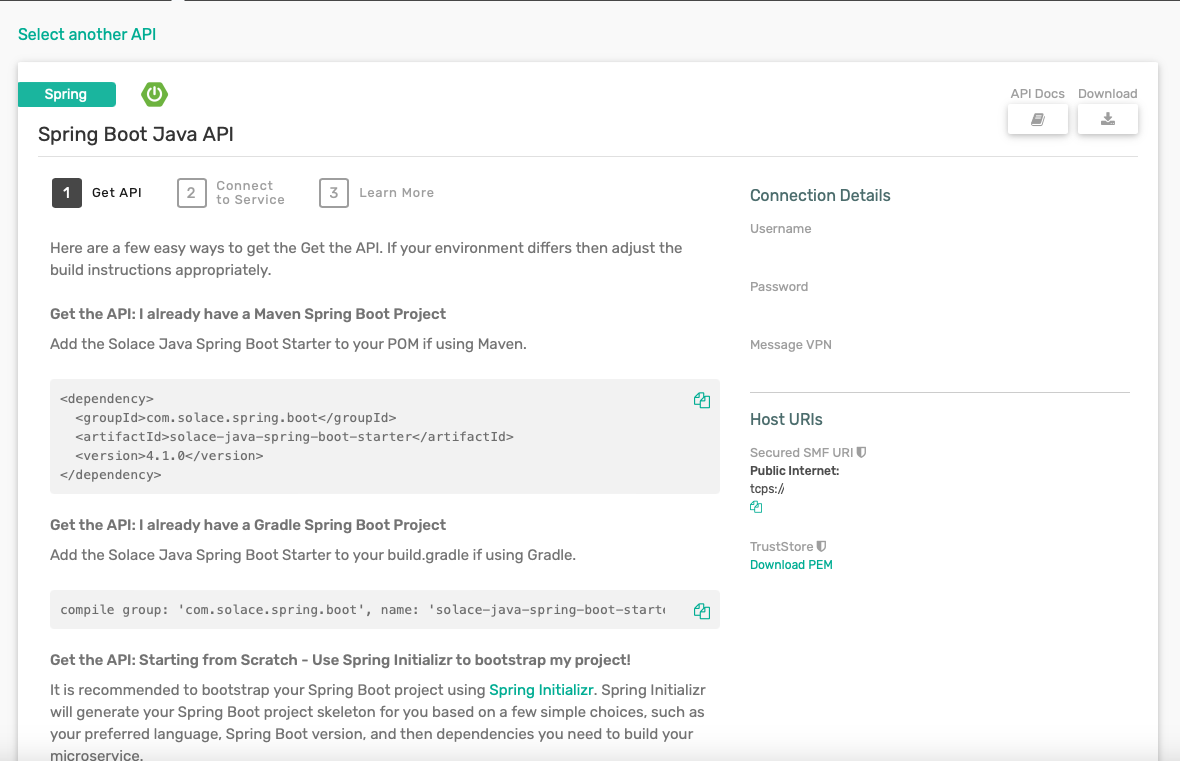 Select another API
Spring
API Docs
Download
Spring Boot Java API
1
Get API
2
Connect
to Service
3
Learn More
Here are a few easy ways to get the Get the API. If your environment differs then adjust the
build instructions appropriately.
Get the API: I already have a Maven Spring Boot Project
Add the Solace Java Spring Boot Starter to your POM if using Maven.
<dependency>
  <groupId>com.solace.spring.boot</groupId>
  <artifactId>solace-java-spring-boot-starter</artifactId>
  <version>4.1.0</version>
</dependency>
Get the API: I already have a Gradle Spring Boot Project
Add the Solace Java Spring Boot Starter to your build.gradle if using Gradle.
compile group: 'com.solace.spring.boot', name: 'solace-java-spring-boot-starte
Get the API: Starting from Scratch - Use Spring Initializr to bootstrap my project!
It is recommended to bootstrap your Spring Boot project using Spring Initializr. Spring Initializr
will generate your Spring Boot project skeleton for you based on a few simple choices, such as
your preferred language, Spring Boot version, and then dependencies you need to build your
microservice.
Connection Details
Username
Password
Message VPN
Host URIs
Secured SMF URI
Public Internet:
tcps://
TrustStore
Download PEM